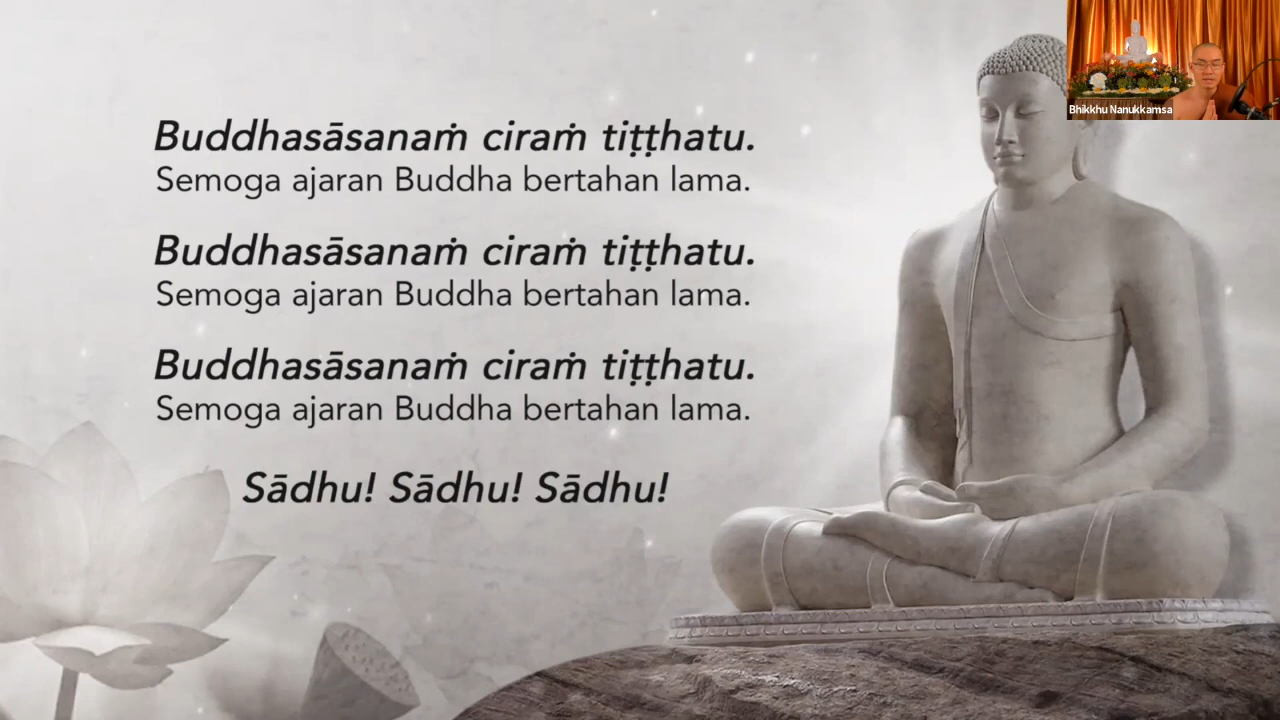 Bhikkhu Nanukkamsa
Buddhasāsanaṁ ciraṁ tiṭṭhatu.
Semoga ajaran Buddha bertahan lama.
Buddhasāsanaṁ ciraṁ tiṭṭhatu.
Semoga ajaran Buddha bertahan lama.
Buddhasāsanaṁ ciraṁ tiṭṭhatu.
Semoga ajaran Buddha bertahan lama.
Sādhu! Sādhu! Sādhu!